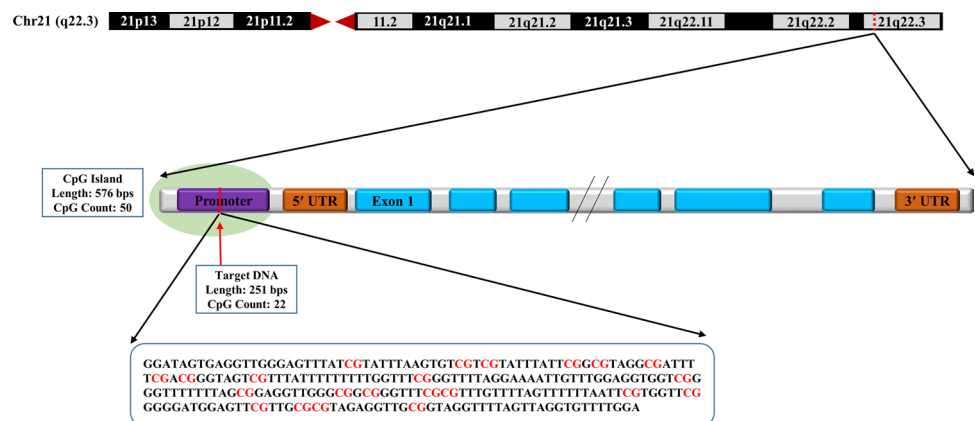 Chr21 (q22.3) 21p13 21p12 21p11.2 11.2 21q21.1 21q21.2 21q21.3 21q22.11 21q22.2 21q22.3
CpG Island
Length: 576 bps
CpG Count: 50
Promoter 5′ UTR Exon 1 3′ UTR
Target DNA
Length: 251 bps
CpG Count: 22
GGATAGTGAGGTTGGGAGTTTATCGTATTTAAGTGTCGTCGTATTTATTCGGCGTAGGCGATTT
TCGACGGGTAGTCGTTTATTTTTTTTTGGTTTCGGGTTTTAGGAAAATTGTTTGGAGGTGGTCGG
GGTTTTTTTAGCGGAGGTTGGGCGGCGGGTTTCGCGTTTGTTTTAGTTTTTTAATTCGTGGTTCG
GGGGGATGGAGTTCGTTGCGCGTAGAGGTTGCGGTAGGTTTTAGTTAGGTGTTTTGGA